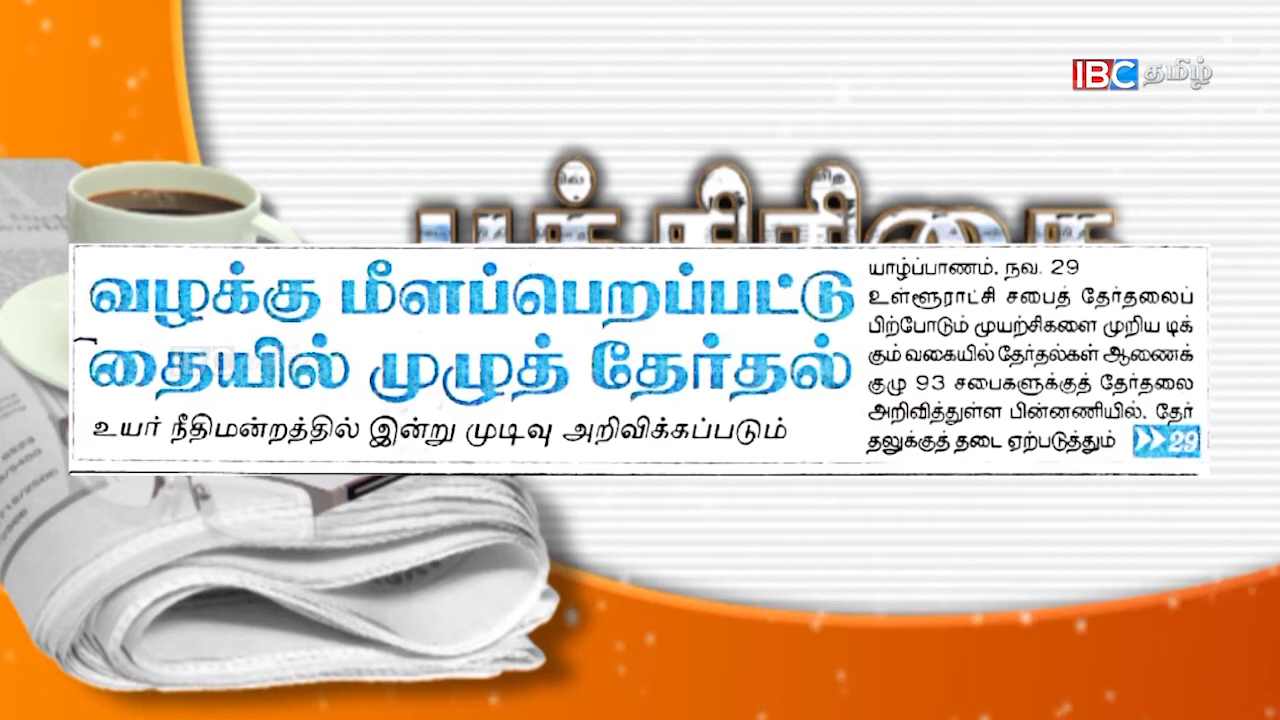 IBC தமிழ்
பத்திரிகை
வழக்கு மீளப்பெறப்பட்டு
தையில் முழுத் தேர்தல்
உயர் நீதிமன்றத்தில் இன்று முடிவு அறிவிக்கப்படும்
யாழ்ப்பாணம், நவ. 29
உள்ளூராட்சி சபைத் தேர்தலைப்
பிற்போடும் முயற்சிகளை முறிய டிக்
கும் வகையில் தேர்தல்கள் ஆணைக்
குழு 93 சபைகளுக்குத் தேர்தலை
அறிவித்துள்ள பின்னணியில், தேர்
தலுக்குத் தடை ஏற்படுத்தும் »29